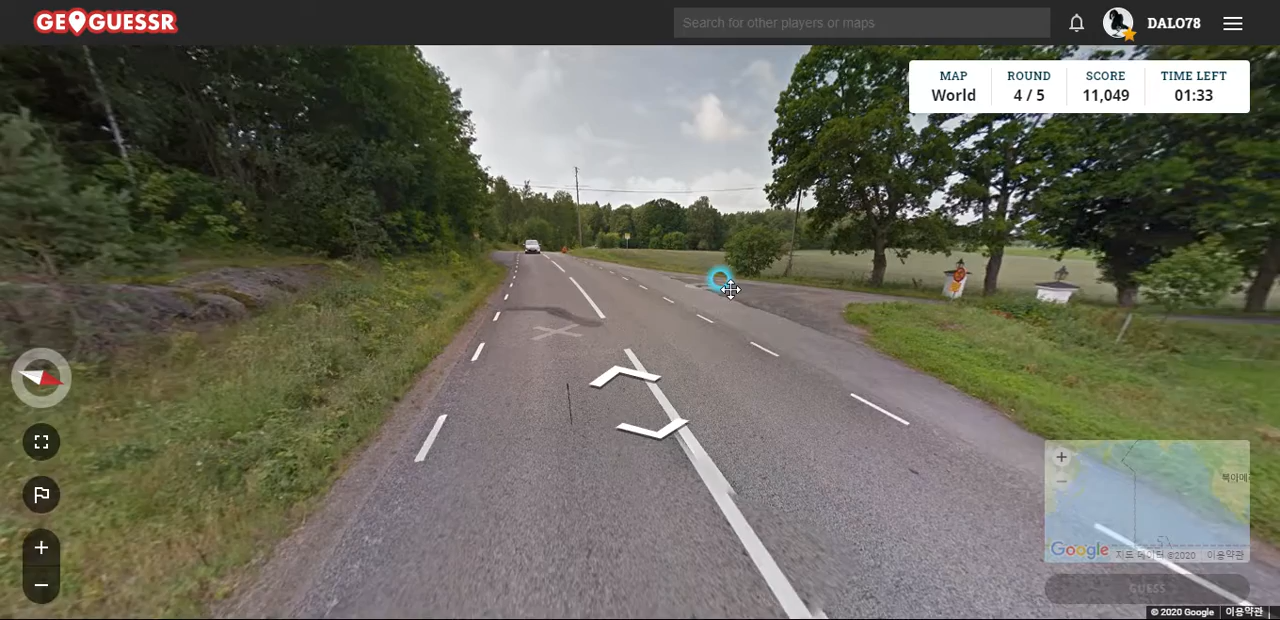 GEOGUESSR
Search for other players or maps
DALO78
MAP
World
ROUND
4 / 5
SCORE
11,049
TIME LEFT
01:33
북아메
Google
지도 데이터 ©2020
이용약관
GUESS
© 2020 Google
이용약관